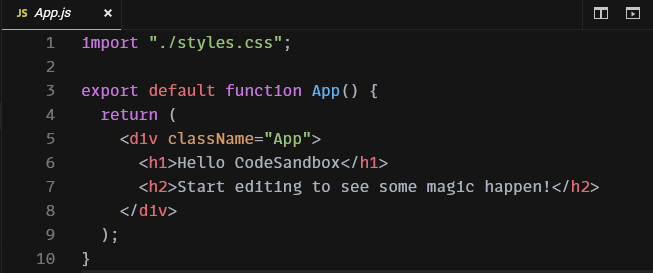 JS App.js ×
1 import "./styles.css";
2
3 export default function App() {
4   return (
5     <div className="App">
6       <h1>Hello CodeSandbox</h1>
7       <h2>Start editing to see some magic happen!</h2>
8     </div>
9   );
10 }